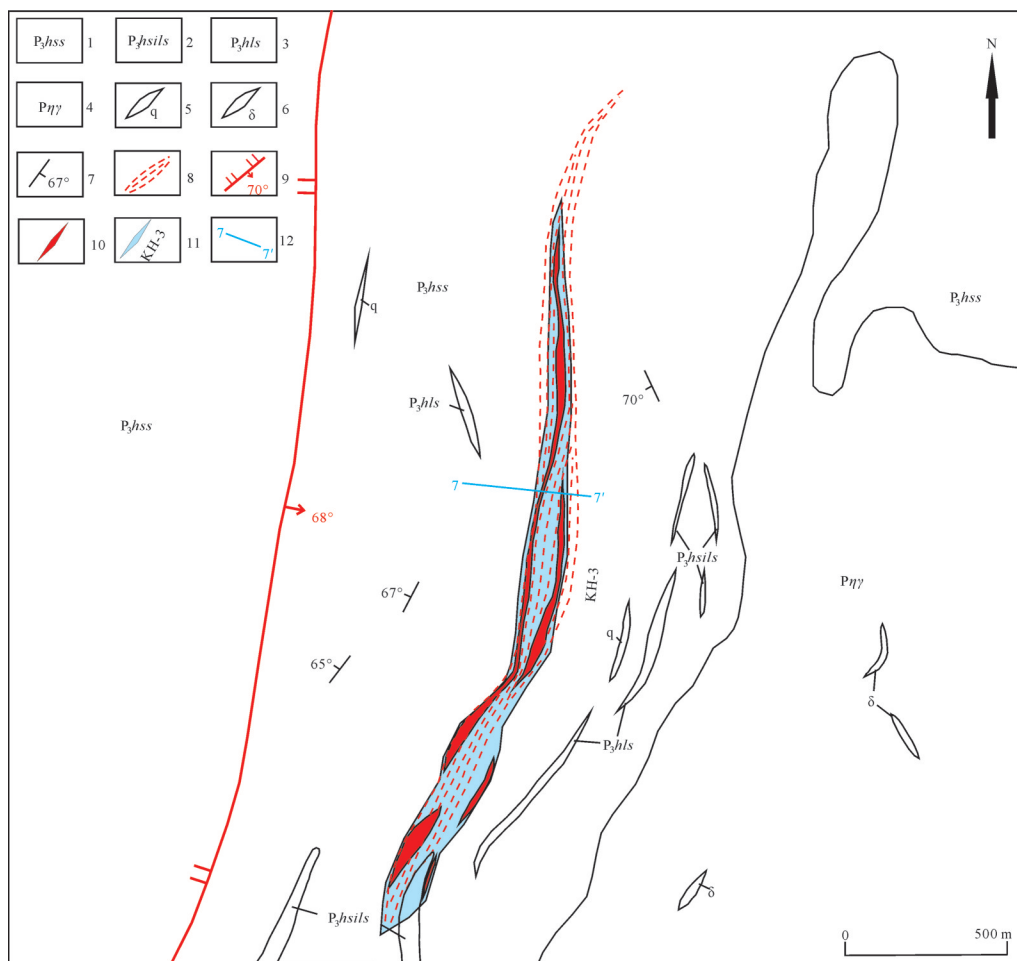 P₃hss 1 P₃hsils 2 P₃hls 3
Pηγ 4 q 5 δ 6
67° 7 8 70° 9
10 KH-3 11 7 7′ 12
N
P₃hss
q
P₃hss
P₃hls
70°
P₃hss
7 7′
68°
P₃hsils
Pηγ
KH-3
67°
q
65°
δ
P₃hls
δ
P₃hsils
0 500 m